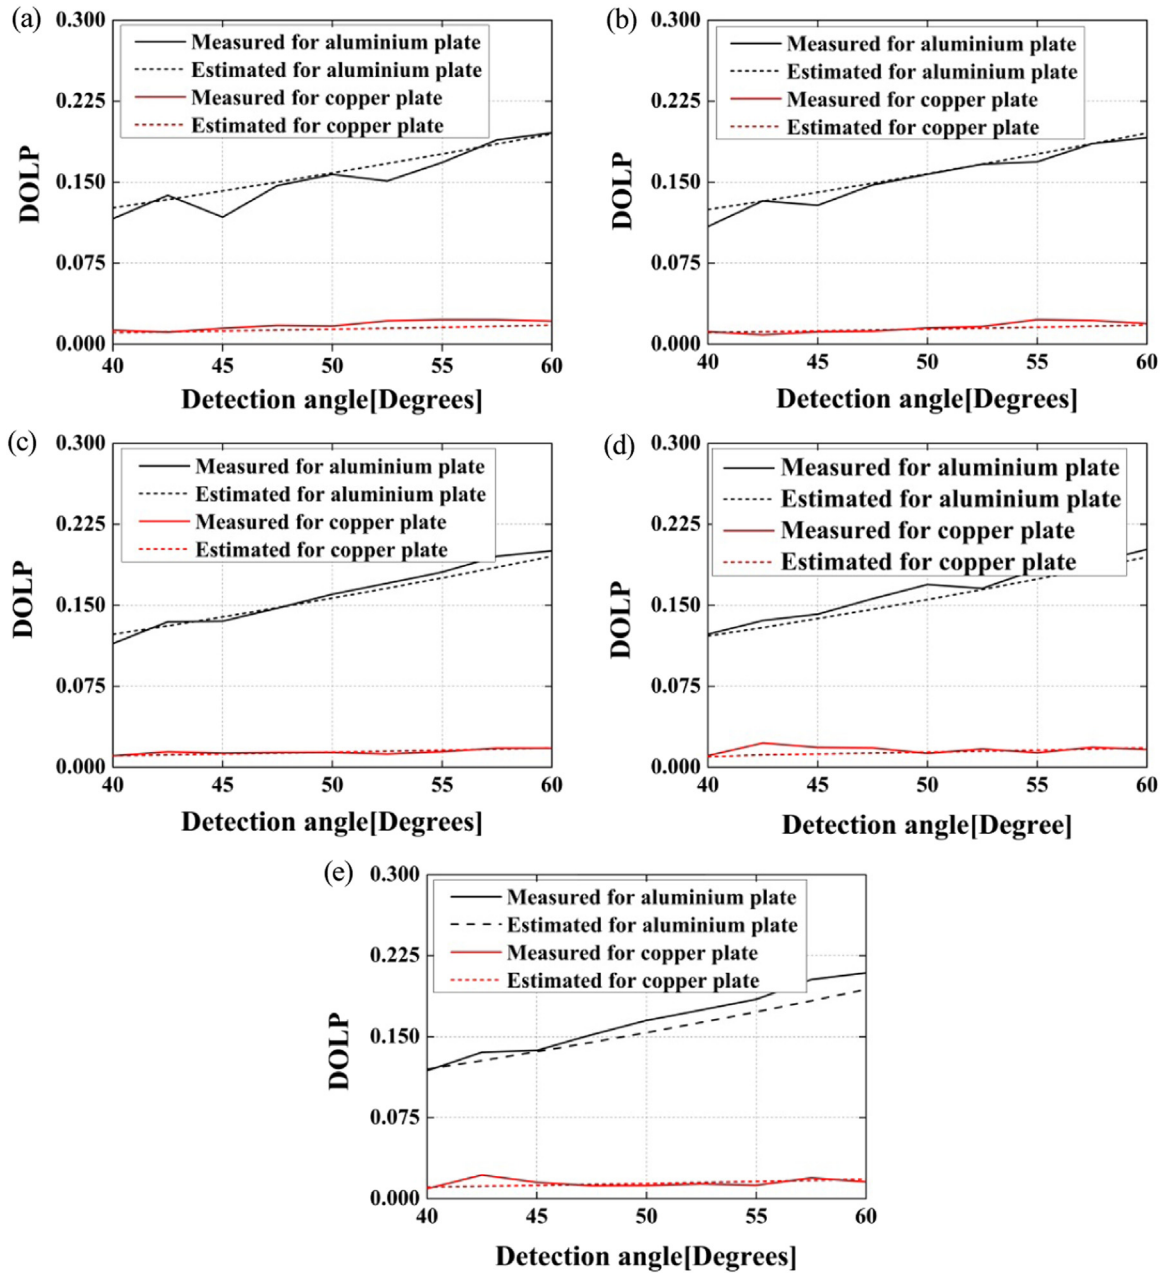 (a)
0.300
0.225
0.150
0.075
0.000
DOLP
Measured for aluminium plate
Estimated for aluminium plate
Measured for copper plate
Estimated for copper plate
40 45 50 55 60
Detection angle[Degrees]
(b)
0.300
0.225
0.150
0.075
0.000
DOLP
Measured for aluminium plate
Estimated for aluminium plate
Measured for copper plate
Estimated for copper plate
40 45 50 55 60
Detection angle[Degrees]
(c)
0.300
0.225
0.150
0.075
0.000
DOLP
Measured for aluminium plate
Estimated for aluminium plate
Measured for copper plate
Estimated for copper plate
40 45 50 55 60
Detection angle[Degrees]
(d)
0.300
0.225
0.150
0.075
0.000
DOLP
Measured for aluminium plate
Estimated for aluminium plate
Measured for copper plate
Estimated for copper plate
40 45 50 55 60
Detection angle[Degree]
(e)
0.300
0.225
0.150
0.075
0.000
DOLP
Measured for aluminium plate
Estimated for aluminium plate
Measured for copper plate
Estimated for copper plate
40 45 50 55 60
Detection angle[Degrees]